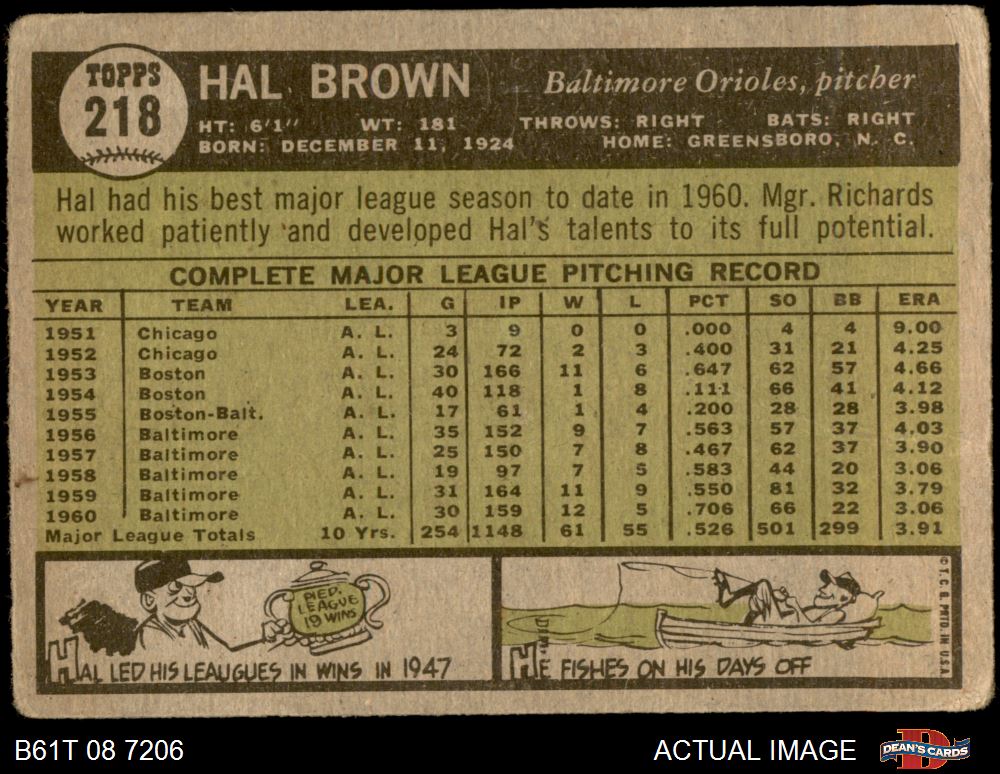 TOPPS
218
HAL BROWN
Baltimore Orioles, pitcher
HT: 6'1" WT: 181 THROWS: RIGHT BATS: RIGHT
BORN: DECEMBER 11, 1924 HOME: GREENSBORO, N. C.
Hal had his best major league season to date in 1960. Mgr. Richards
worked patiently and developed Hal's talents to its full potential.
COMPLETE MAJOR LEAGUE PITCHING RECORD
YEAR TEAM LEA. G IP W L PCT SO BB ERA
1951 Chicago A. L. 3 9 0 0 .000 4 4 9.00
1952 Chicago A. L. 24 72 2 3 .400 31 21 4.25
1953 Boston A. L. 30 166 11 6 .647 62 57 4.66
1954 Boston A. L. 40 118 1 8 .111 66 41 4.12
1955 Boston-Balt. A. L. 17 61 1 4 .200 28 28 3.98
1956 Baltimore A. L. 35 152 9 7 .563 57 37 4.03
1957 Baltimore A. L. 25 150 7 8 .467 62 37 3.90
1958 Baltimore A. L. 19 97 7 5 .583 44 20 3.06
1959 Baltimore A. L. 31 164 11 9 .550 81 32 3.79
1960 Baltimore A. L. 30 159 12 5 .706 66 22 3.06
Major League Totals 10 Yrs. 254 1148 61 55 .526 501 299 3.91
PIED.
LEAGUE
19 WINS
HAL LED HIS LEAUGUES IN WINS IN 1947
HE FISHES ON HIS DAYS OFF
© T. C. G. PRTD IN U.S.A.
B61T 08 7206
ACTUAL IMAGE
DEAN'S CARDS